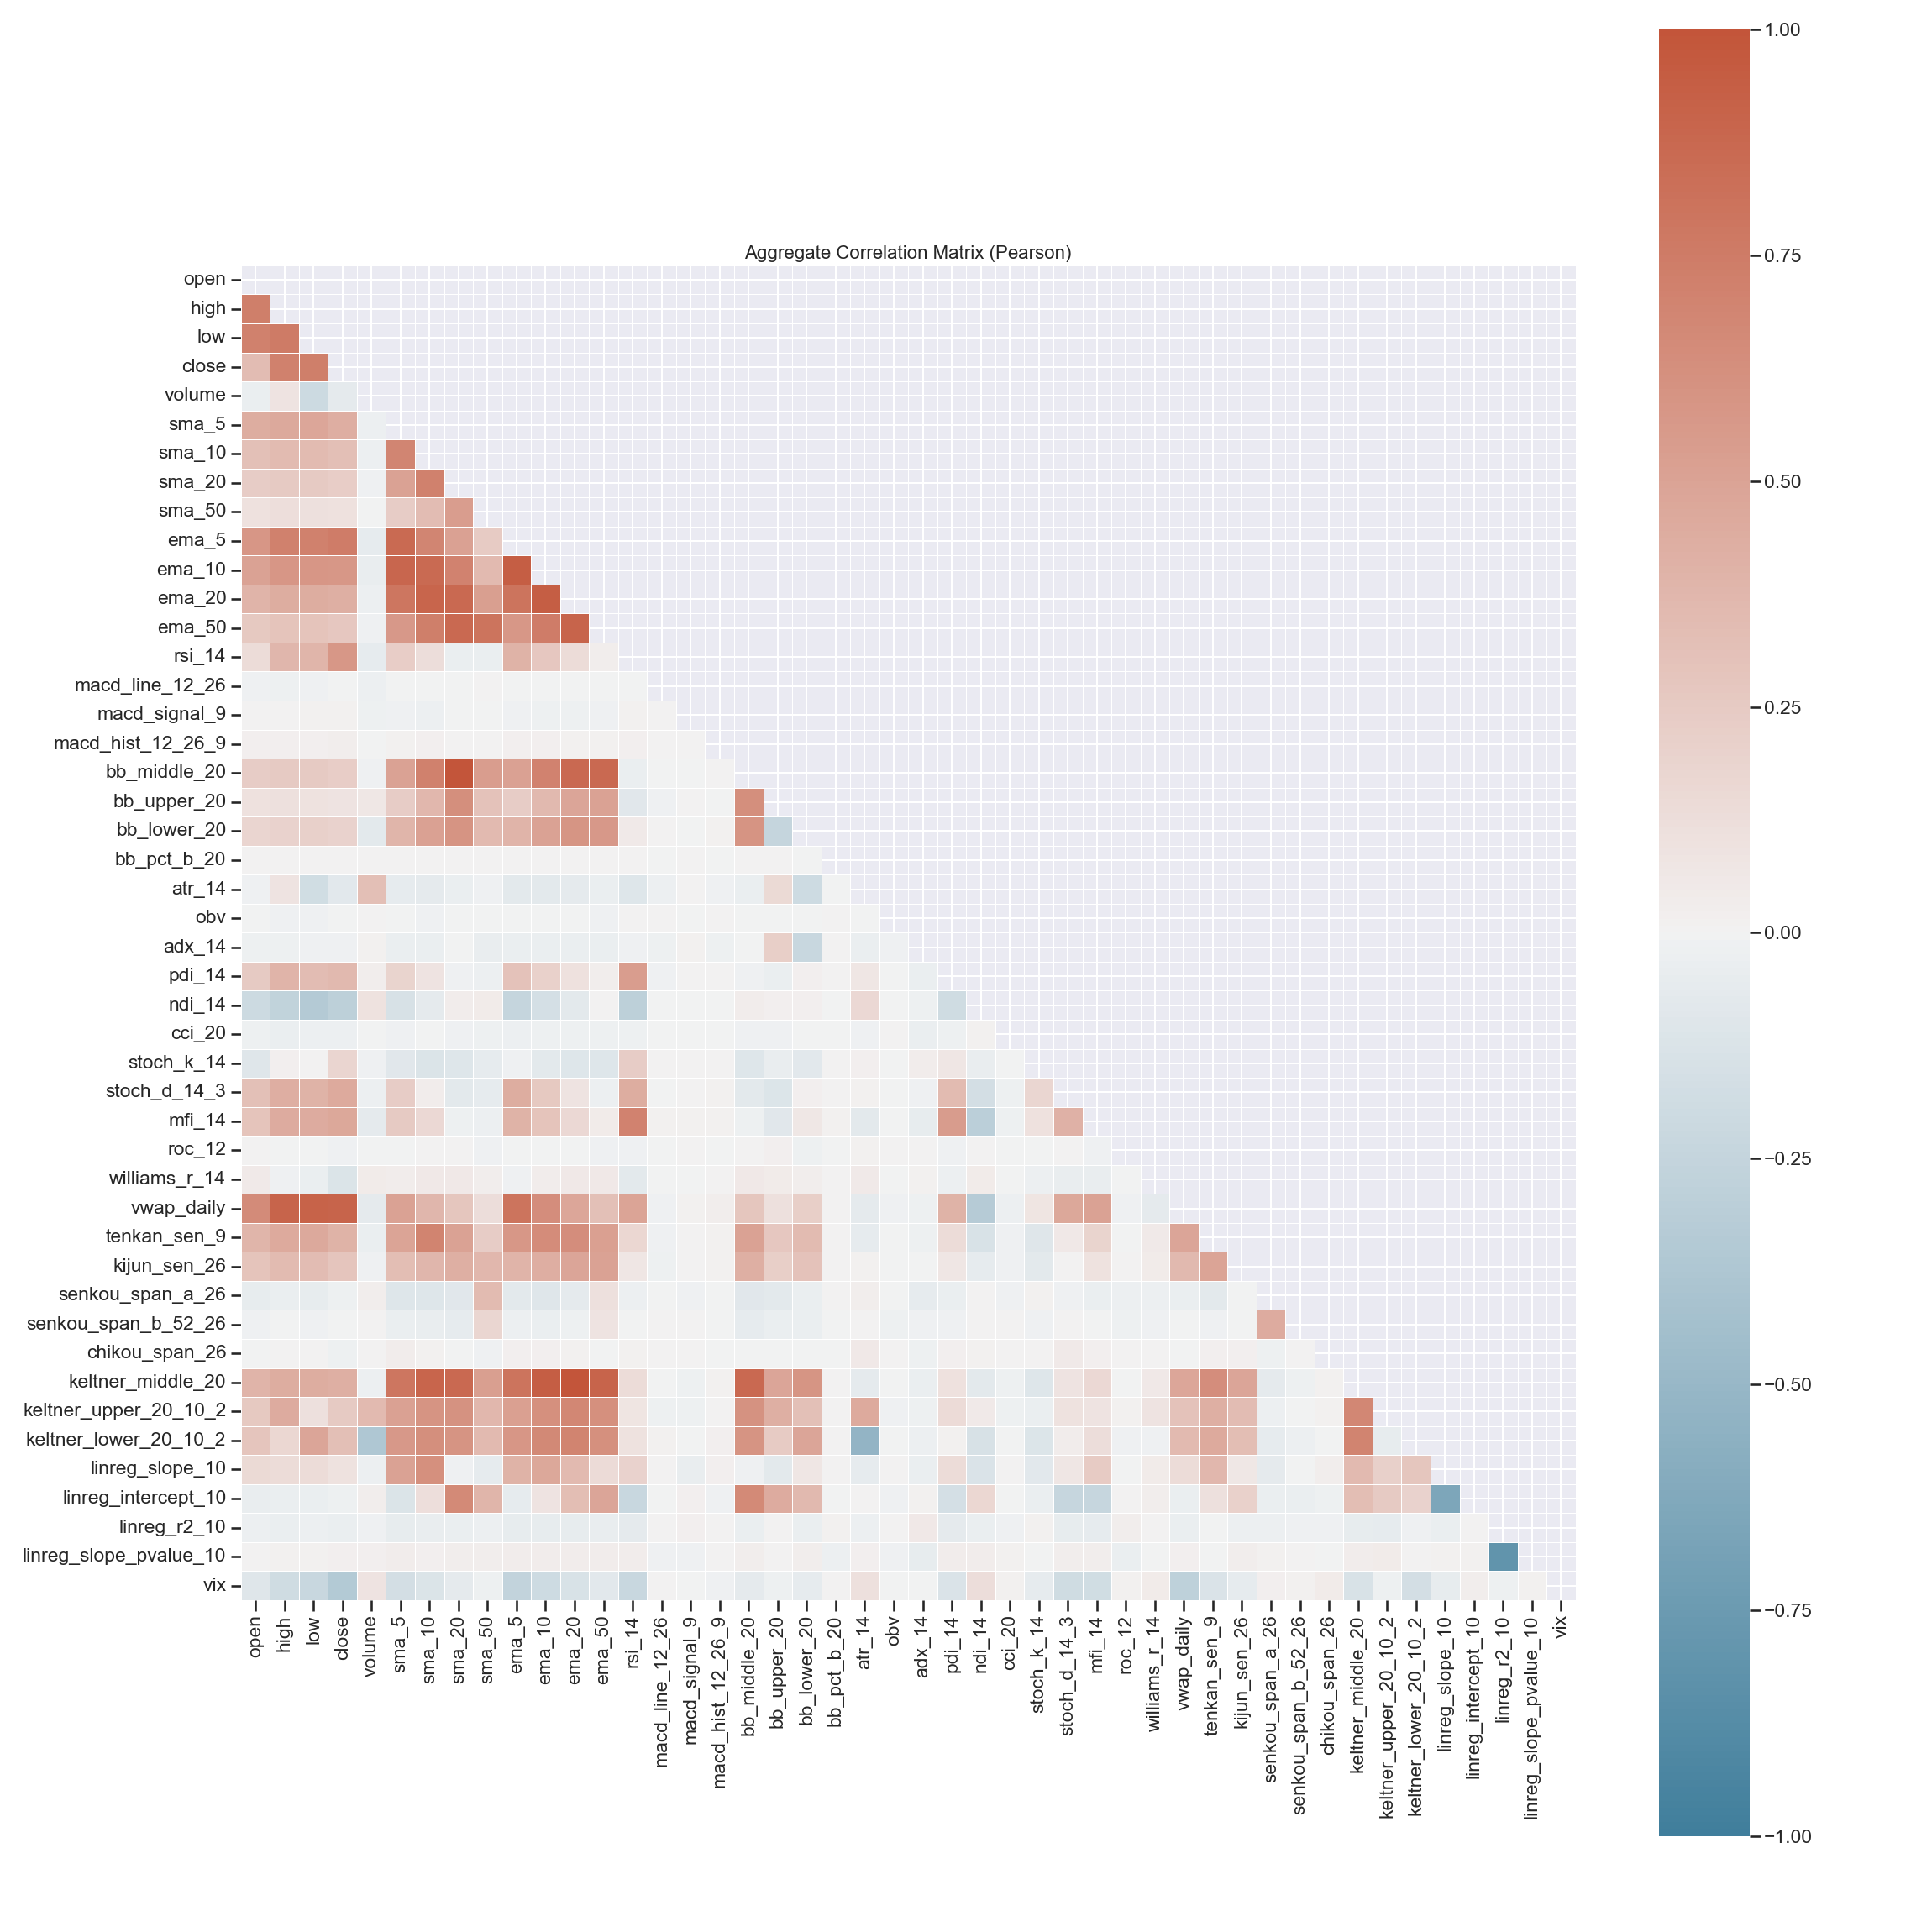 Aggregate Correlation Matrix (Pearson)
open
high
low
close
volume
sma_5
sma_10
sma_20
sma_50
ema_5
ema_10
ema_20
ema_50
rsi_14
macd_line_12_26
macd_signal_9
macd_hist_12_26_9
bb_middle_20
bb_upper_20
bb_lower_20
bb_pct_b_20
atr_14
obv
adx_14
pdi_14
ndi_14
cci_20
stoch_k_14
stoch_d_14_3
mfi_14
roc_12
williams_r_14
vwap_daily
tenkan_sen_9
kijun_sen_26
senkou_span_a_26
senkou_span_b_52_26
chikou_span_26
keltner_middle_20
keltner_upper_20_10_2
keltner_lower_20_10_2
linreg_slope_10
linreg_intercept_10
linreg_r2_10
linreg_slope_pvalue_10
vix
open
high
low
close
volume
sma_5
sma_10
sma_20
sma_50
ema_5
ema_10
ema_20
ema_50
rsi_14
macd_line_12_26
macd_signal_9
macd_hist_12_26_9
bb_middle_20
bb_upper_20
bb_lower_20
bb_pct_b_20
atr_14
obv
adx_14
pdi_14
ndi_14
cci_20
stoch_k_14
stoch_d_14_3
mfi_14
roc_12
williams_r_14
vwap_daily
tenkan_sen_9
kijun_sen_26
senkou_span_a_26
senkou_span_b_52_26
chikou_span_26
keltner_middle_20
keltner_upper_20_10_2
keltner_lower_20_10_2
linreg_slope_10
linreg_intercept_10
linreg_r2_10
linreg_slope_pvalue_10
vix
1.00
0.75
0.50
0.25
0.00
−0.25
−0.50
−0.75
−1.00